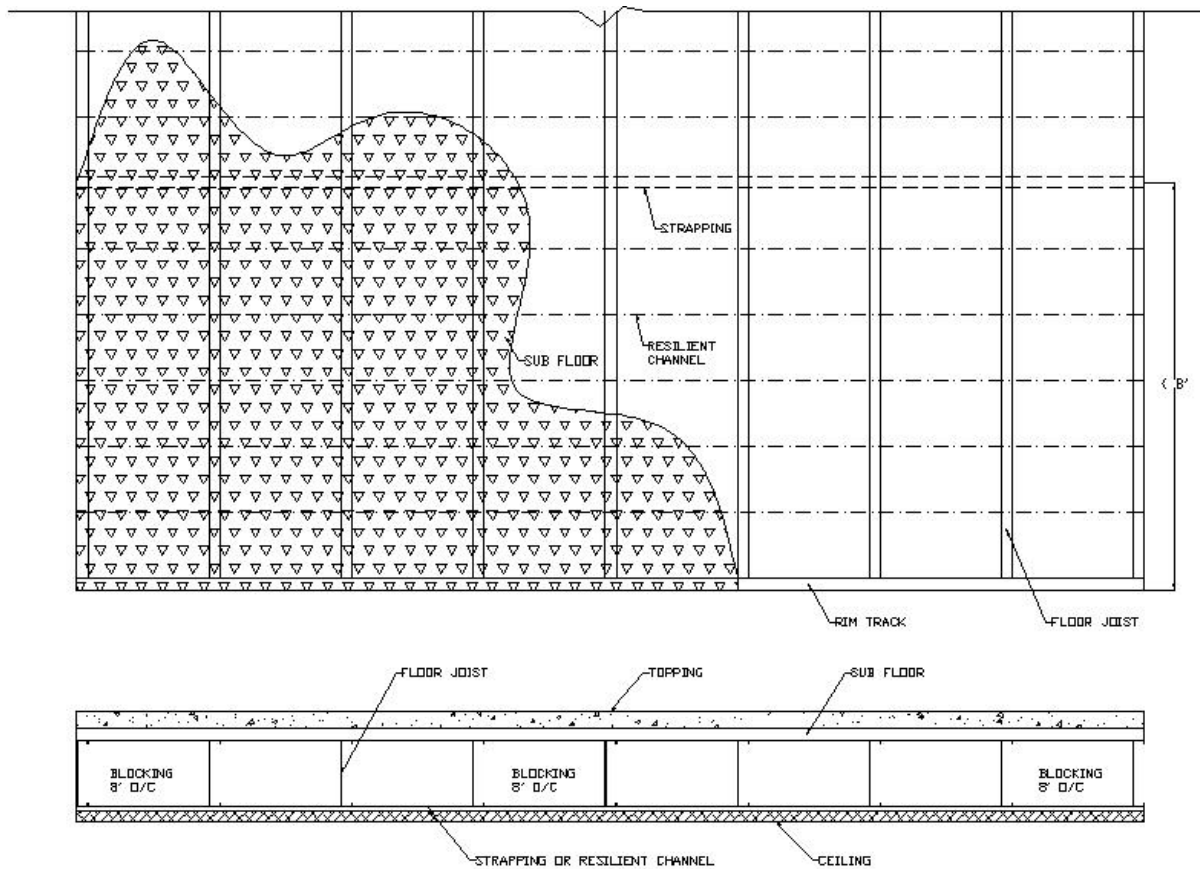 STRAPPING
RESILIENT
CHANNEL
SUB FLOOR
< 8'
RIM TRACK
FLOOR JOIST
FLOOR JOIST
TOPPING
SUB FLOOR
BLOCKING
8' O/C
BLOCKING
8' O/C
BLOCKING
8' O/C
STRAPPING OR RESILIENT CHANNEL
CEILING